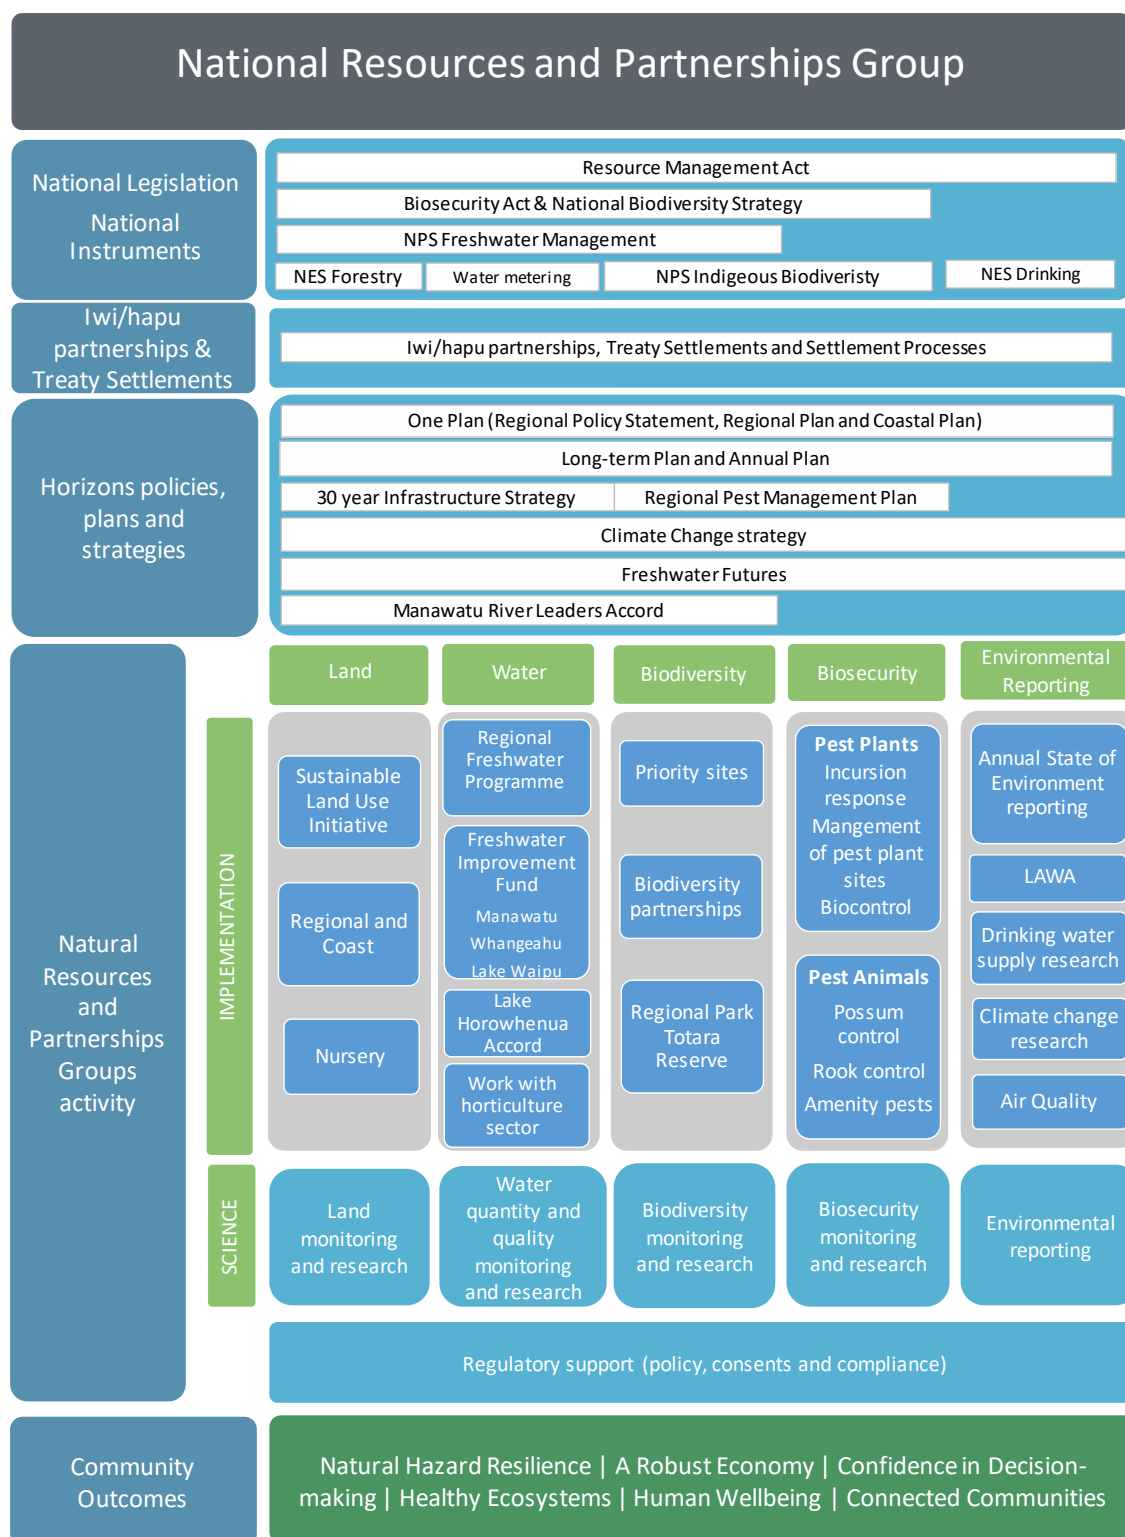 National Resources and Partnerships Group
National Legislation
National
Instruments
Resource Management Act
Biosecurity Act & National Biodiversity Strategy
NPS Freshwater Management
NES Forestry
Water metering
NPS Indigeous Biodiveristy
NES Drinking
Iwi/hapu
partnerships &
Treaty Settlements
Iwi/hapu partnerships, Treaty Settlements and Settlement Processes
Horizons policies,
plans and
strategies
One Plan (Regional Policy Statement, Regional Plan and Coastal Plan)
Long-term Plan and Annual Plan
30 year Infrastructure Strategy
Regional Pest Management Plan
Climate Change strategy
Freshwater Futures
Manawatu River Leaders Accord
Natural
Resources
and
Partnerships
Groups
activity
Land
Water
Biodiversity
Biosecurity
Environmental
Reporting
IMPLEMENTATION
Sustainable
Land Use
Initiative
Regional and
Coast
Nursery
Regional
Freshwater
Programme
Freshwater
Improvement
Fund
Manawatu
Whangeahu
Lake Waipu
Lake
Horowhenua
Accord
Work with
horticulture
sector
Priority sites
Biodiversity
partnerships
Regional Park
Totara
Reserve
Pest Plants
Incursion
response
Mangement
of pest plant
sites
Biocontrol
Pest Animals
Possum
control
Rook control
Amenity pests
Annual State of
Environment
reporting
LAWA
Drinking water
supply research
Climate change
research
Air Quality
SCIENCE
Land
monitoring
and research
Water
quantity and
quality
monitoring
and research
Biodiversity
monitoring
and research
Biosecurity
monitoring
and research
Environmental
reporting
Regulatory support (policy, consents and compliance)
Community
Outcomes
Natural Hazard Resilience | A Robust Economy | Confidence in Decision-
making | Healthy Ecosystems | Human Wellbeing | Connected Communities